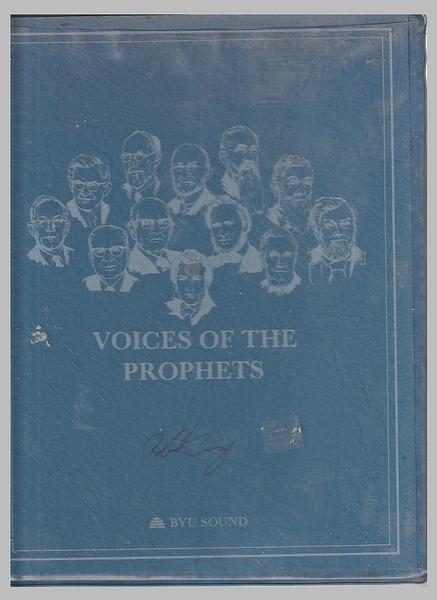 VOICES OF THE
PROPHETS
BYU SOUND